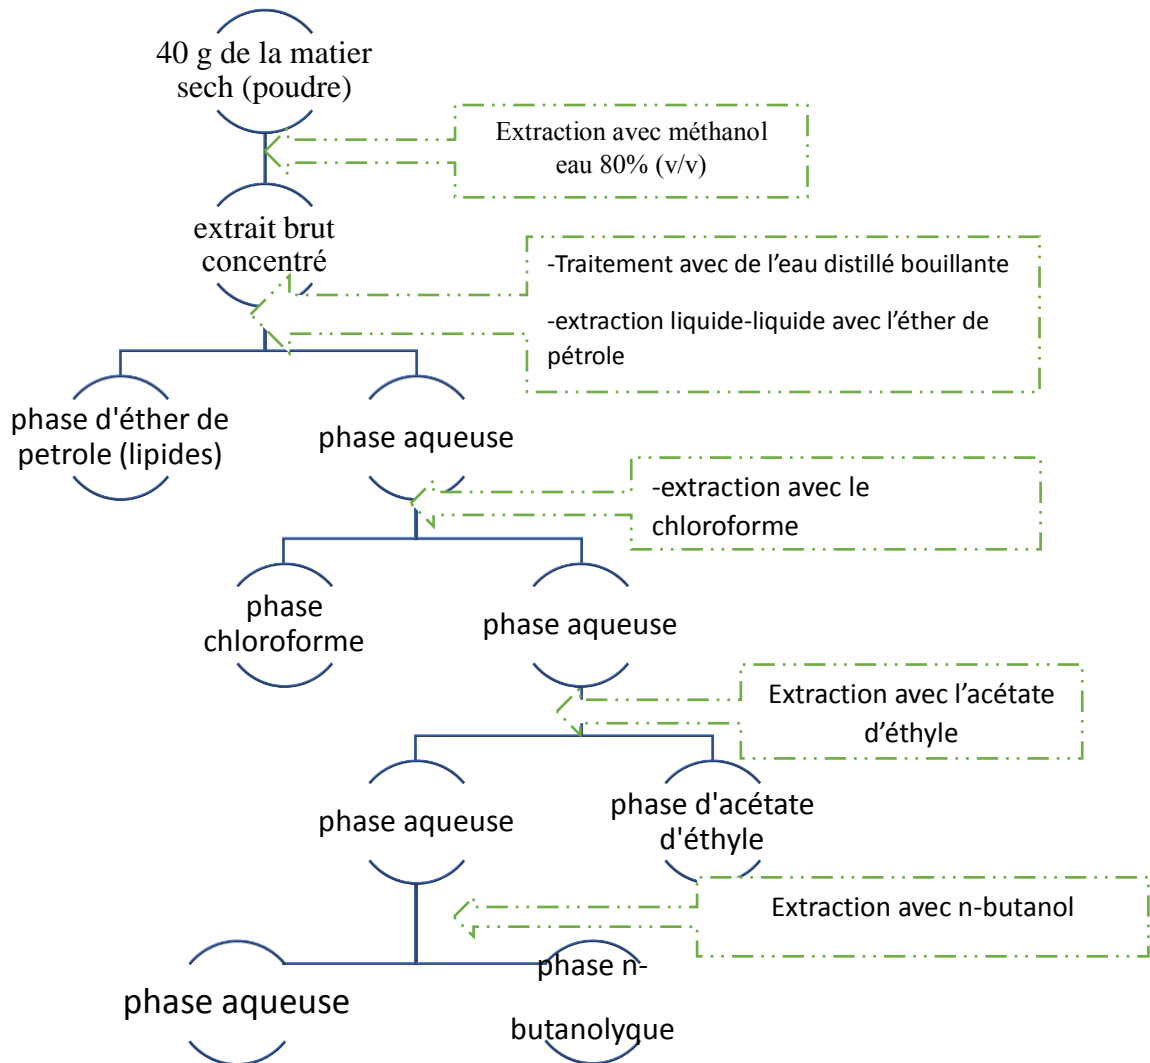 40 g de la matier
sech (poudre)
Extraction avec méthanol
eau 80% (v/v)
extrait brut
concentré
-Traitement avec de l’eau distillé bouillante
-extraction liquide-liquide avec l’éther de
pétrole
phase d'éther de
petrole (lipides)
phase aqueuse
-extraction avec le
chloroforme
phase
chloroforme
phase aqueuse
Extraction avec l’acétate
d’éthyle
phase aqueuse
phase d'acétate
d'éthyle
Extraction avec n-butanol
phase aqueuse
phase n-
butanolyque